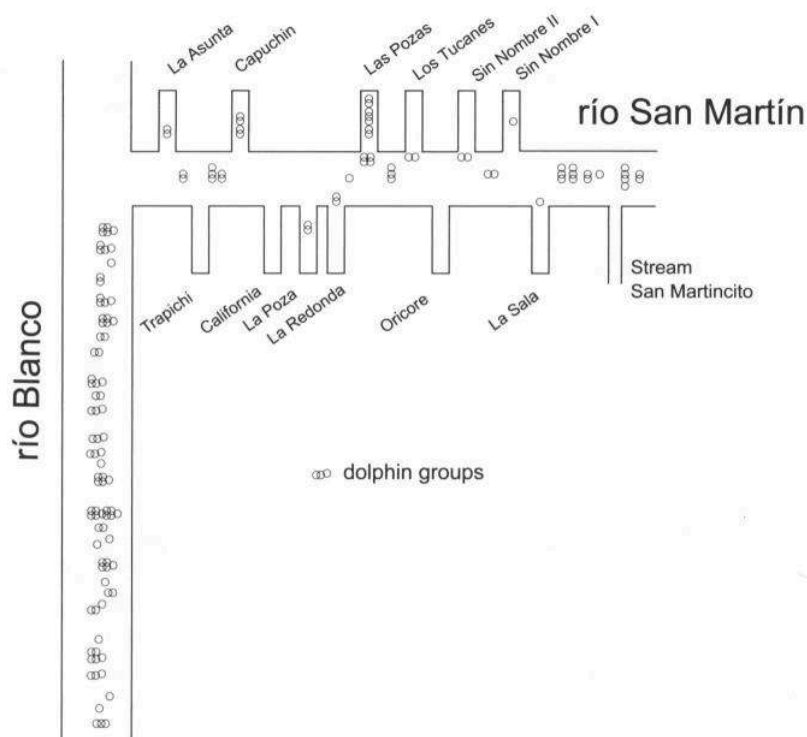 La Asunta
Capuchin
Las Pozas
Los Tucanes
Sin Nombre II
Sin Nombre I
río San Martín
río Blanco
Trapichi
California
La Poza
La Redonda
Oricore
La Sala
Stream
San Martincito
dolphin groups